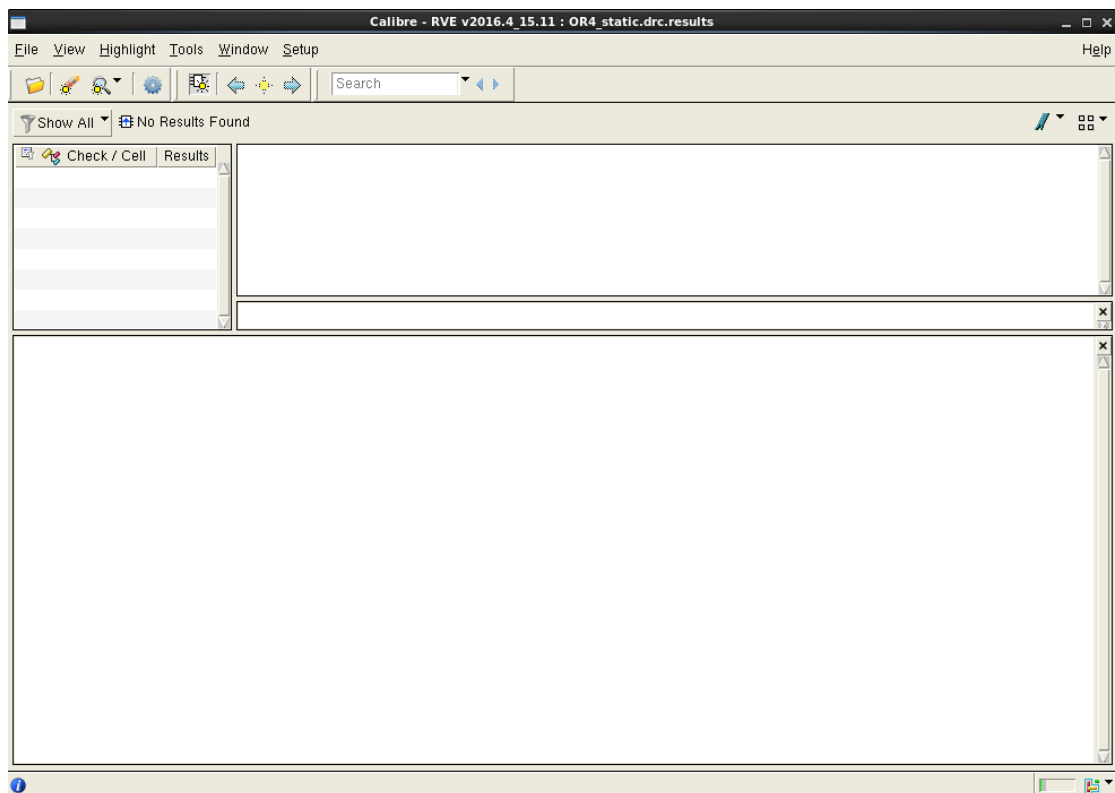 Calibre - RVE v2016.4_15.11 : OR4_static.drc.results
File View Highlight Tools Window Setup Help
Search
Show All No Results Found
Check / Cell Results